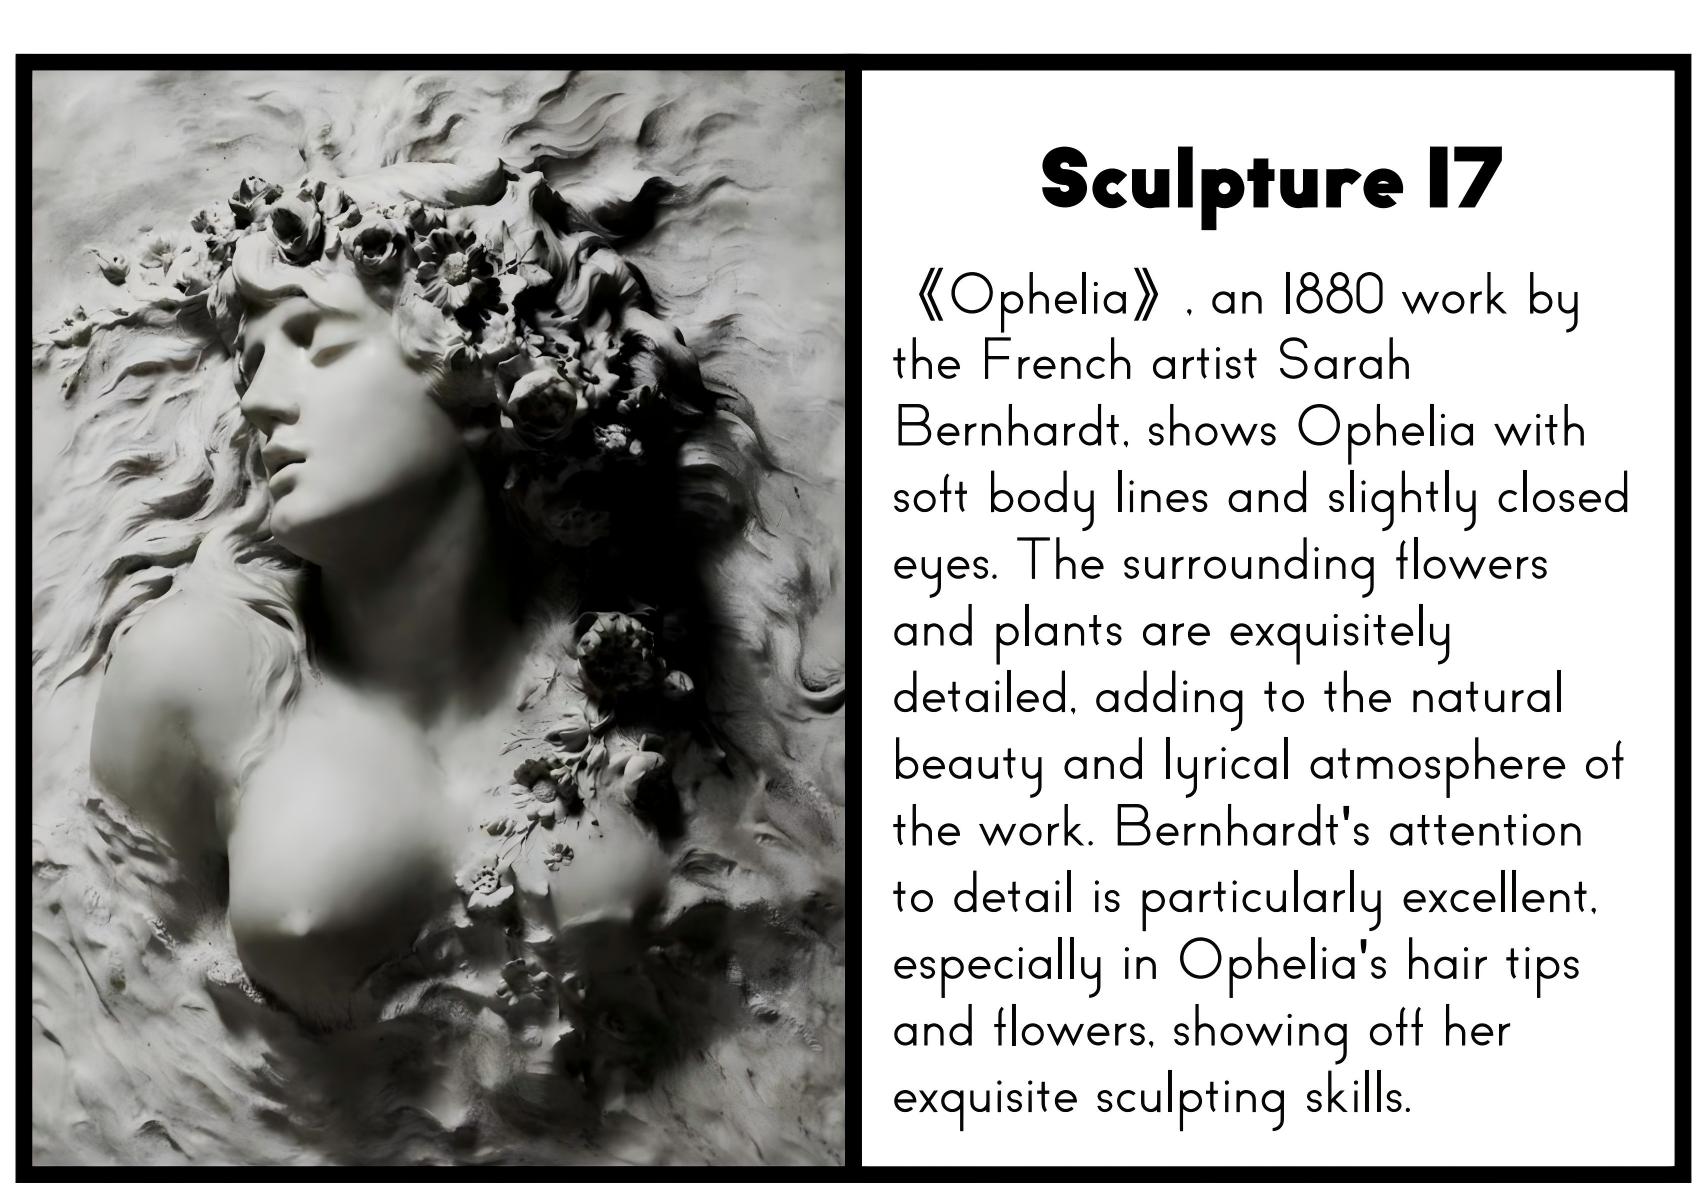 Sculpture 17
《Ophelia》, an 1880 work by
the French artist Sarah
Bernhardt, shows Ophelia with
soft body lines and slightly closed
eyes. The surrounding flowers
and plants are exquisitely
detailed, adding to the natural
beauty and lyrical atmosphere of
the work. Bernhardt's attention
to detail is particularly excellent,
especially in Ophelia's hair tips
and flowers, showing off her
exquisite sculpting skills.